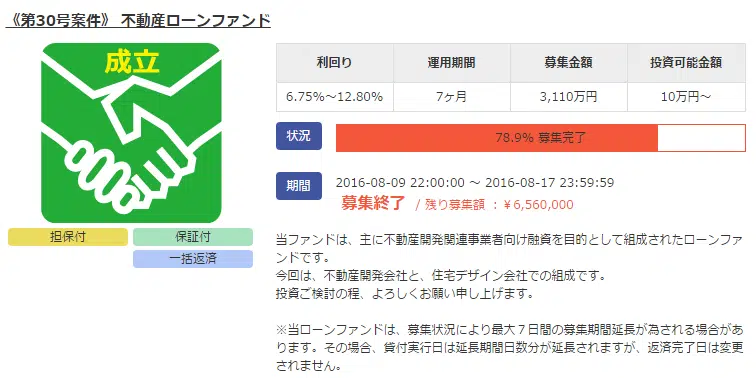 《第30号案件》 不動産ローンファンド
成立
担保付
保証付
一括返済
利回り 運用期間 募集金額 投資可能金額
6.75%～12.80% 7ヶ月 3,110万円 10万円～
状況 78.9% 募集完了
期間 2016-08-09 22:00:00 ～ 2016-08-17 23:59:59
募集終了 / 残り募集額 ：￥6,560,000
当ファンドは、主に不動産開発関連事業者向け融資を目的として組成されたローンファ
ンドです。
今回は、不動産開発会社と、住宅デザイン会社での組成です。
投資ご検討の程、よろしくお願い申し上げます。
※当ローンファンドは、募集状況により最大７日間の募集期間延長が為される場合があ
ります。その場合、貸付実行日は延長期間日数分が延長されますが、返済完了日は変更
されません。